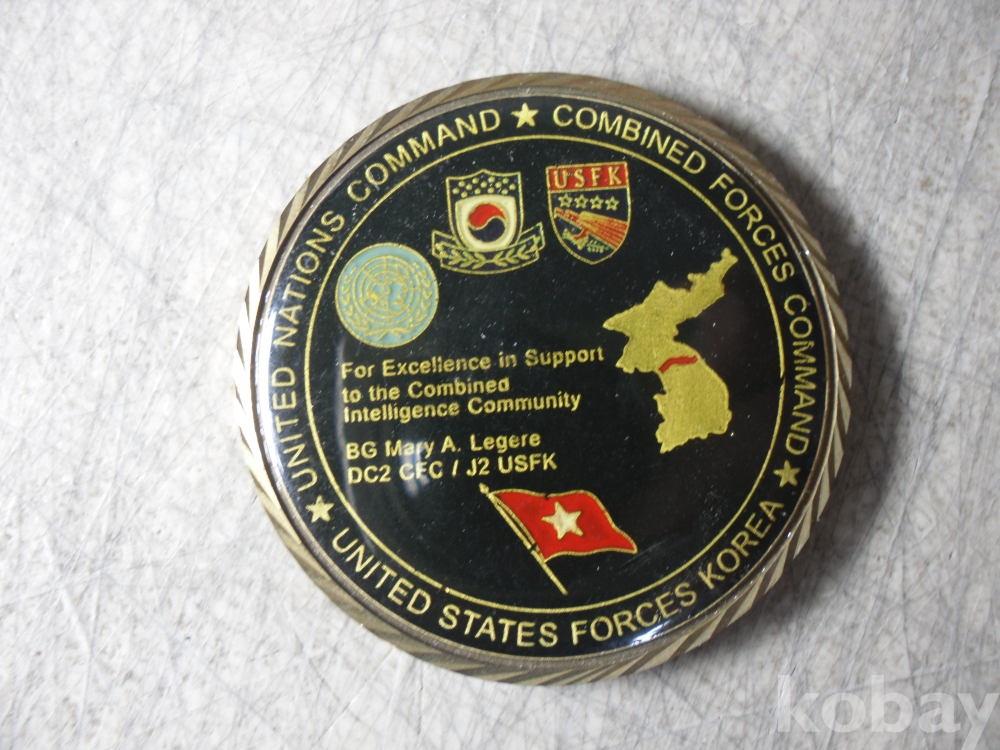 UNITED NATIONS COMMAND ★ COMBINED FORCES COMMAND ★
USFK
For Excellence in Support
to the Combined
Intelligence Community
BG Mary A. Legere
DC2 CFC / J2 USFK
UNITED STATES FORCES KOREA ★
kobay